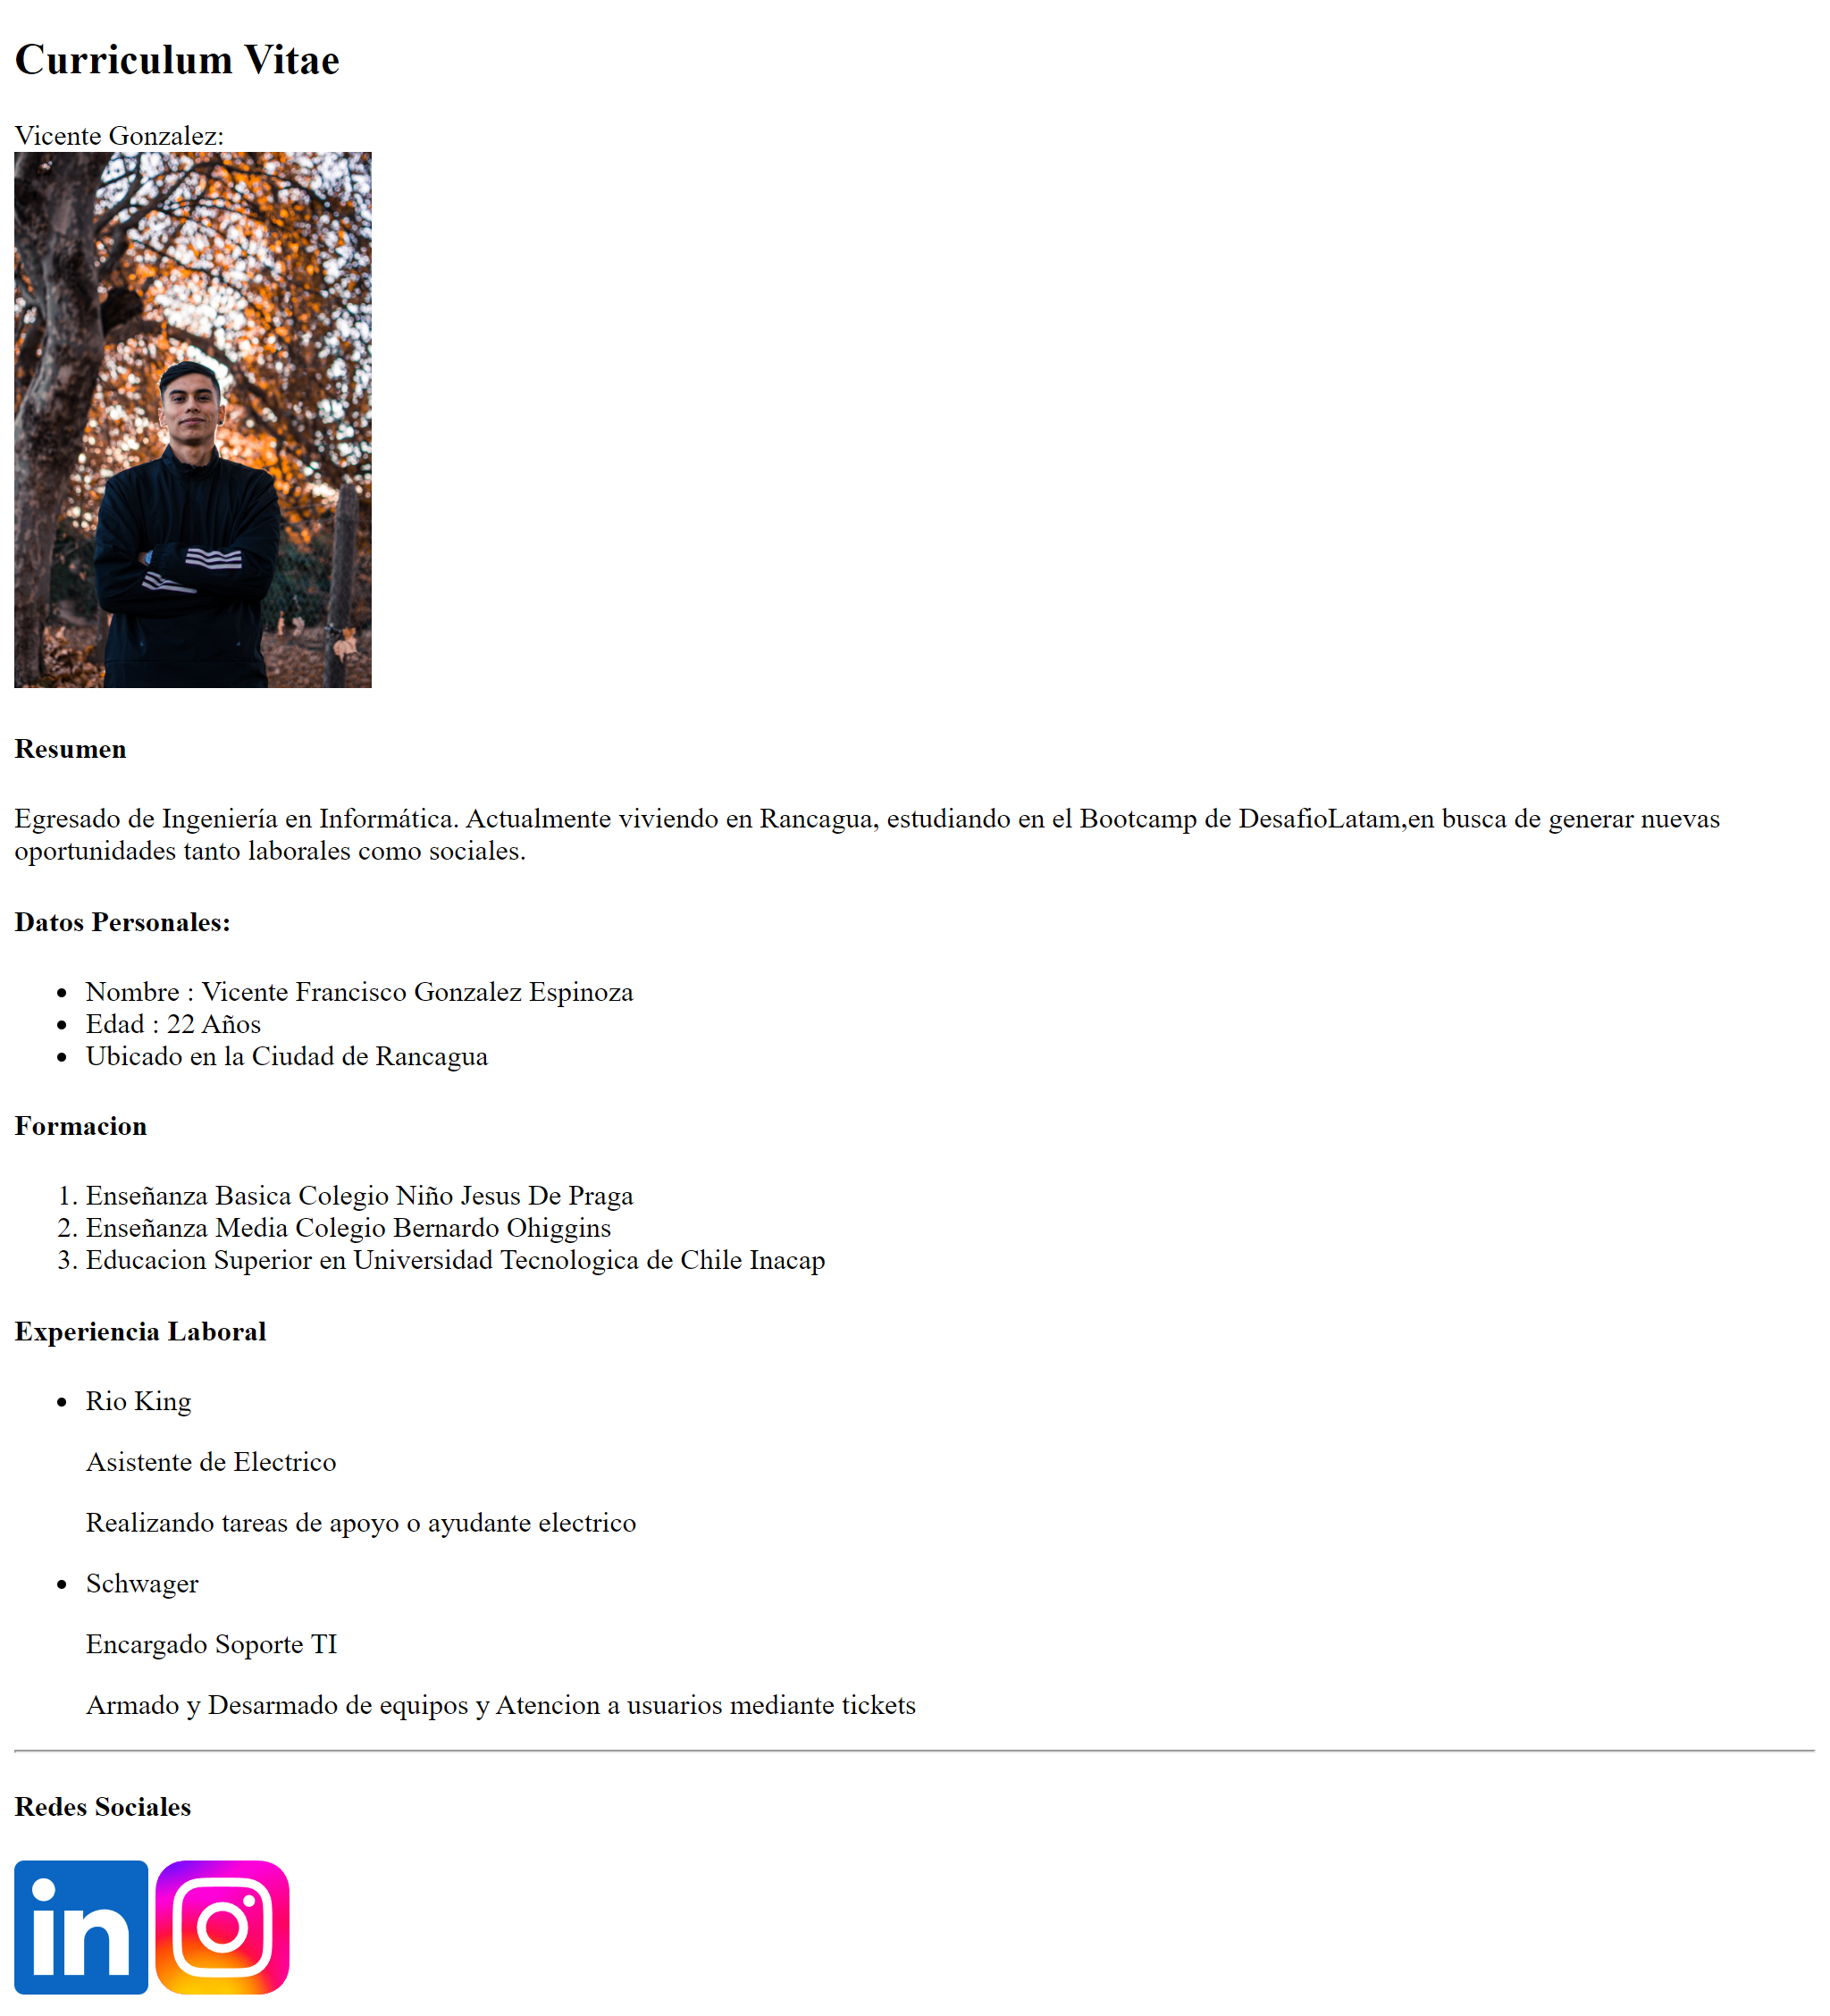 Curriculum Vitae
Vicente Gonzalez:
Resumen
Egresado de Ingeniería en Informática. Actualmente viviendo en Rancagua, estudiando en el Bootcamp de DesafioLatam,en busca de generar nuevas
oportunidades tanto laborales como sociales.
Datos Personales:
• Nombre : Vicente Francisco Gonzalez Espinoza
• Edad : 22 Años
• Ubicado en la Ciudad de Rancagua
Formacion
1. Enseñanza Basica Colegio Niño Jesus De Praga
2. Enseñanza Media Colegio Bernardo Ohiggins
3. Educacion Superior en Universidad Tecnologica de Chile Inacap
Experiencia Laboral
• Rio King
Asistente de Electrico
Realizando tareas de apoyo o ayudante electrico
• Schwager
Encargado Soporte TI
Armado y Desarmado de equipos y Atencion a usuarios mediante tickets
Redes Sociales
in